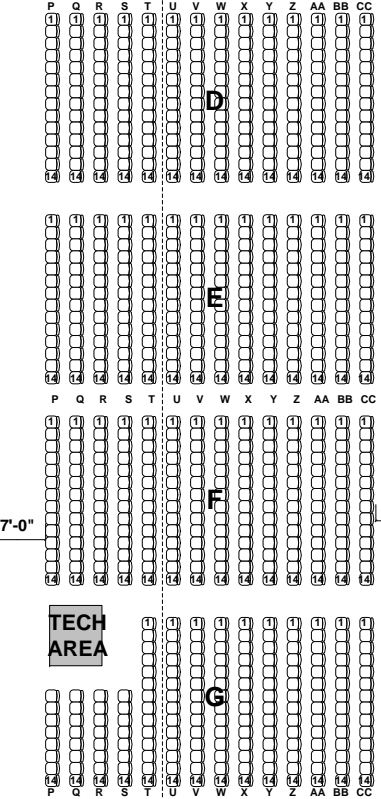 P Q R S T U V W X Y Z AA BB CC
1 1 1 1 1 1 1 1 1 1 1 1 1 1
D
14 14 14 14 14 14 14 14 14 14 14 14 14 14
1 1 1 1 1 1 1 1 1 1 1 1 1 1
E
14 14 14 14 14 14 14 14 14 14 14 14 14 14
P Q R S T U V W X Y Z AA BB CC
1 1 1 1 1 1 1 1 1 1 1 1 1 1
F
7'-0"
14 14 14 14 14 14 14 14 14 14 14 14 14 14
TECH
AREA
1 1 1 1 1 1 1 1 1 1
G
14 14 14 14 14 14 14 14 14 14 14 14 14 14
P Q R S T U V W X Y Z AA BB CC